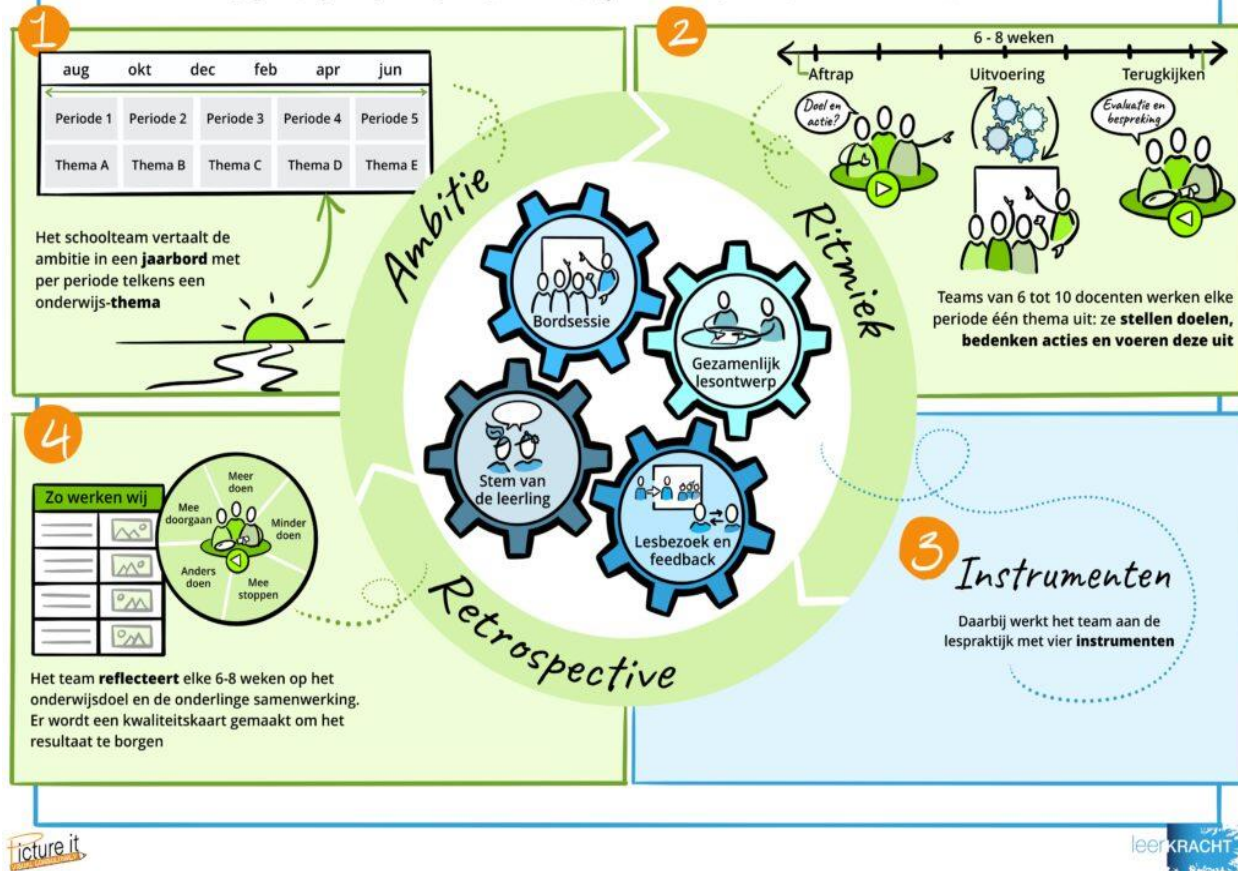 1
aug okt dec feb apr jun
Periode 1 Periode 2 Periode 3 Periode 4 Periode 5
Thema A Thema B Thema C Thema D Thema E
Het schoolteam vertaalt de
ambitie in een jaarbord met
per periode telkens een
onderwijs-thema
Ambitie
2
6 - 8 weken
Aftrap Uitvoering Terugkijken
Doel en
actie?
Evaluatie en
bespreking
Teams van 6 tot 10 docenten werken elke
periode één thema uit: ze stellen doelen,
bedenken acties en voeren deze uit
Ritmiek
Bordsessie
Gezamenlijk
lesontwerp
Stem van
de leerling
Lesbezoek en
feedback
3
Instrumenten
Daarbij werkt het team aan de
lespraktijk met vier instrumenten
4
Zo werken wij
Meer
doen
Mee
doorgaan
Minder
doen
Anders
doen
Mee
stoppen
Het team reflecteert elke 6-8 weken op het
onderwijsdoel en de onderlinge samenwerking.
Er wordt een kwaliteitskaart gemaakt om het
resultaat te borgen
Retrospective
Picture it
VISUAL CONSULTANCY
leerKRACHT